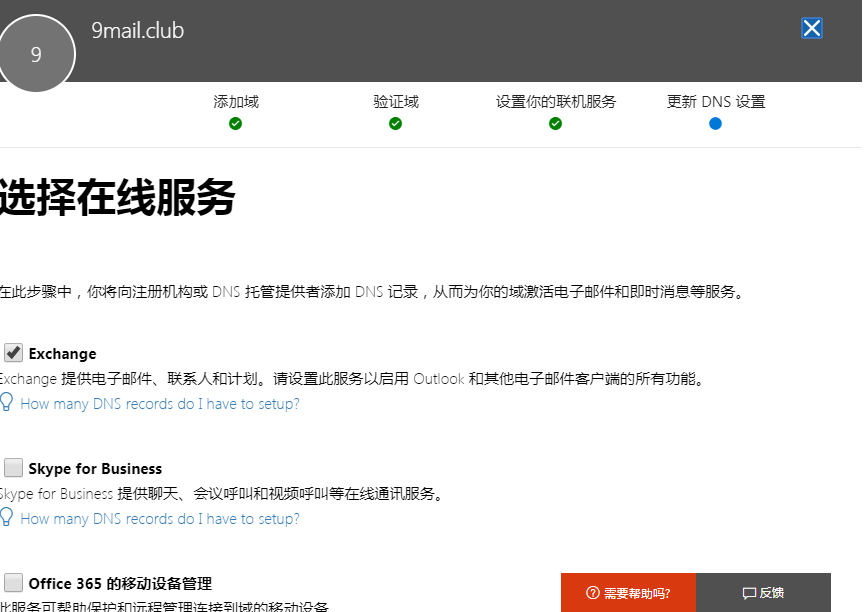 9mail.club
9
添加域
验证域
设置你的联机服务
更新 DNS 设置
选择在线服务
在此步骤中，你将向注册机构或 DNS 托管提供者添加 DNS 记录，从而为你的域激活电子邮件和即时消息等服务。
Exchange
Exchange 提供电子邮件、联系人和计划。请设置此服务以启用 Outlook 和其他电子邮件客户端的所有功能。
How many DNS records do I have to setup?
Skype for Business
Skype for Business 提供聊天、会议呼叫和视频呼叫等在线通讯服务。
How many DNS records do I have to setup?
Office 365 的移动设备管理
此服务可帮助保护和远程管理连接到域的移动设备
需要帮助吗?
反馈